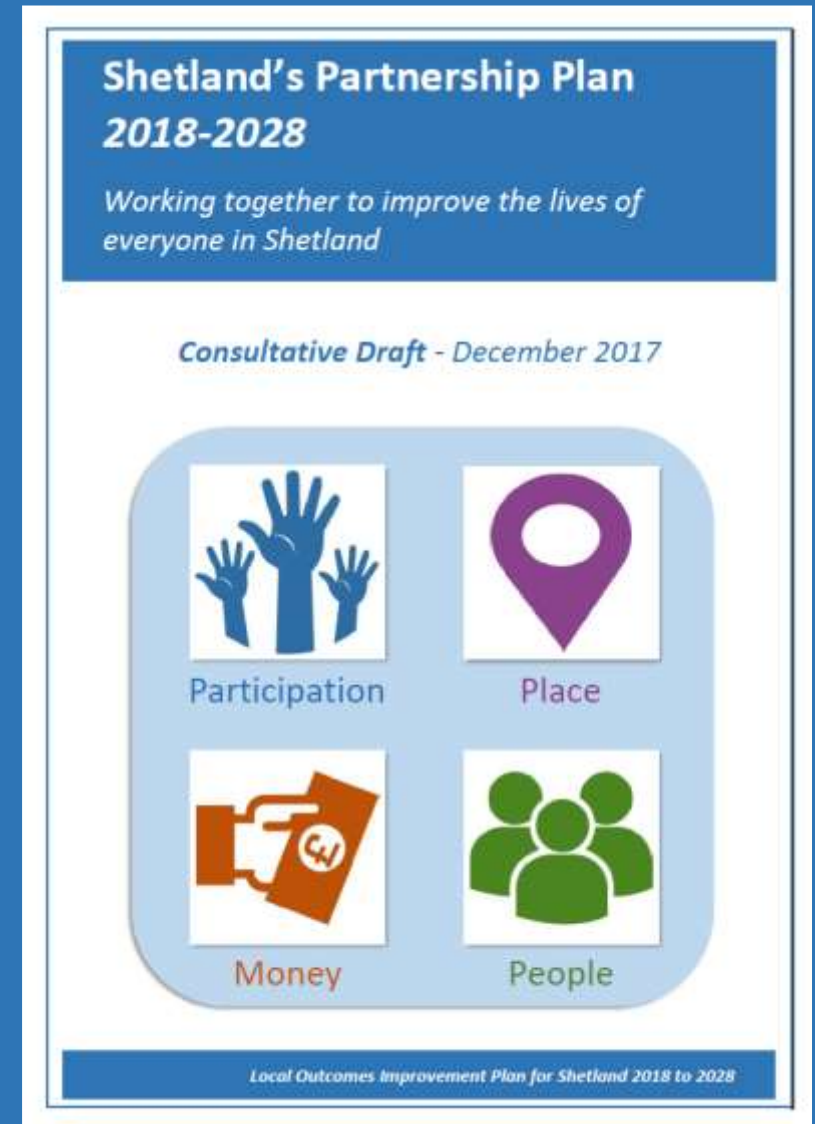 Shetland's Partnership Plan
2018-2028
Working together to improve the lives of
everyone in Shetland
Consultative Draft - December 2017
Participation
Place
£
Money
People
Local Outcomes Improvement Plan for Shetland 2018 to 2028